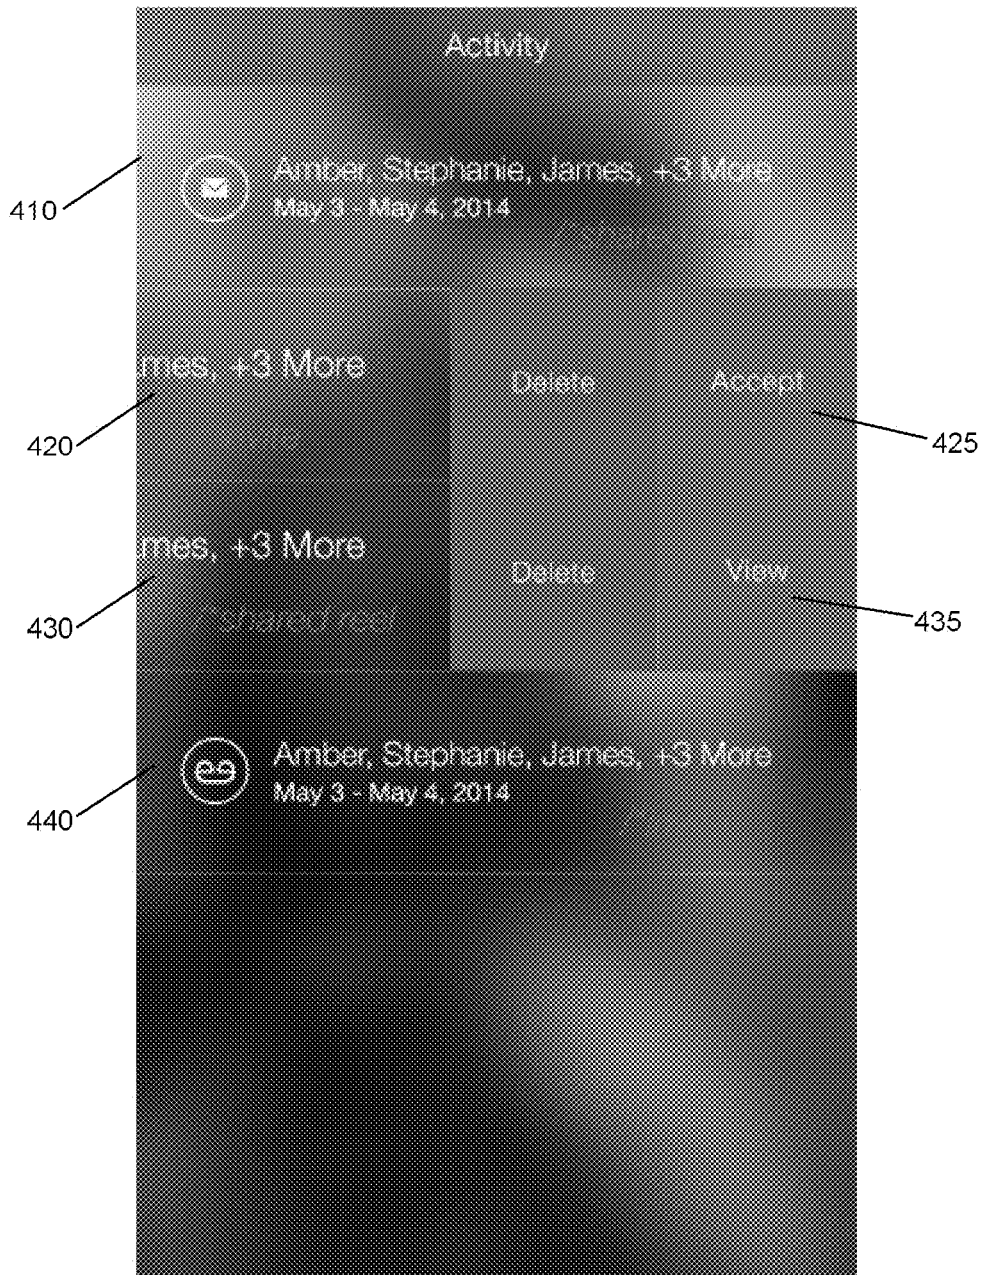 Activity
Amber, Stephanie, James, +3 More
410
May 3 - May 4, 2014
mes, +3 More
Delete
Accept
420
425
mes, +3 More
Delete
View
430
435
Amber, Stephanie, James, +3 More
May 3 - May 4, 2014
440